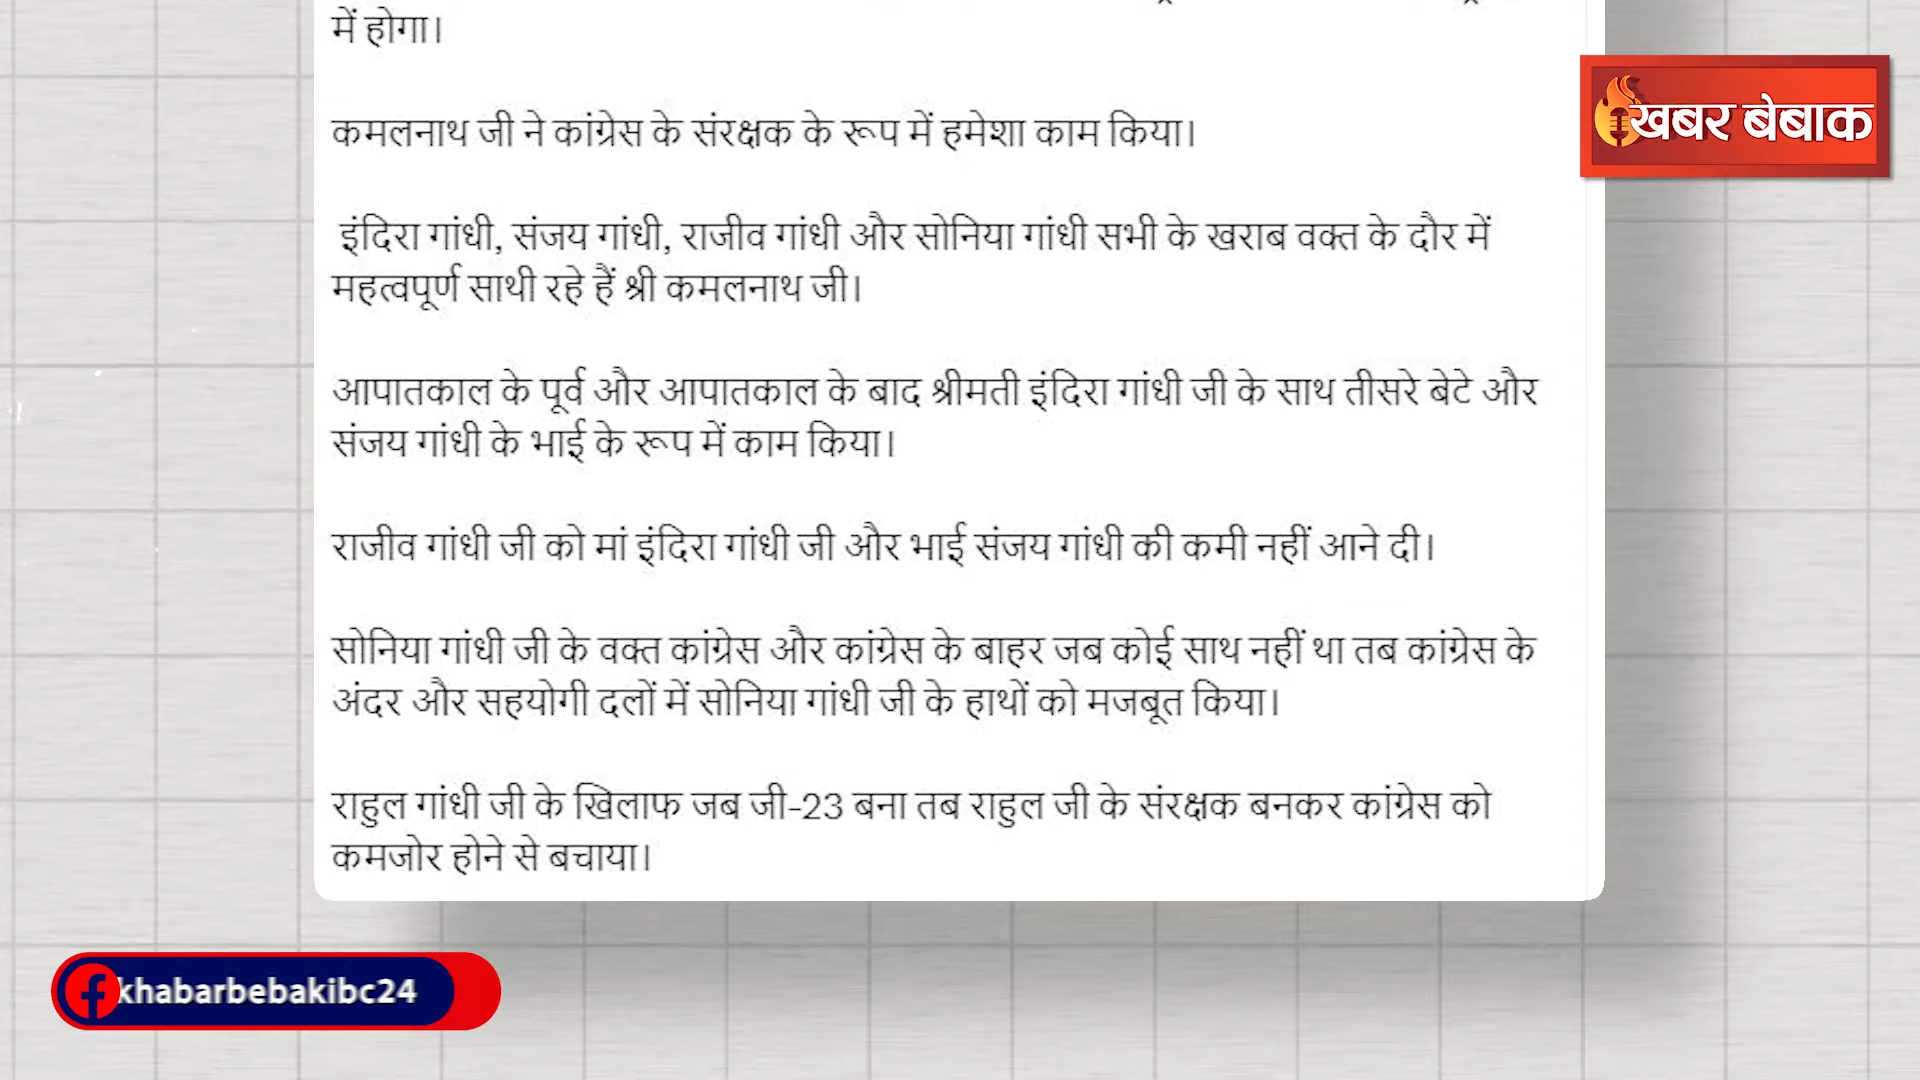 में होगा।
कमलनाथ जी ने कांग्रेस के संरक्षक के रूप में हमेशा काम किया।
इंदिरा गांधी, संजय गांधी, राजीव गांधी और सोनिया गांधी सभी के खराब वक्त के दौर में
महत्वपूर्ण साथी रहे हैं श्री कमलनाथ जी।
आपातकाल के पूर्व और आपातकाल के बाद श्रीमती इंदिरा गांधी जी के साथ तीसरे बेटे और
संजय गांधी के भाई के रूप में काम किया।
राजीव गांधी जी को मां इंदिरा गांधी जी और भाई संजय गांधी की कमी नहीं आने दी।
सोनिया गांधी जी के वक्त कांग्रेस और कांग्रेस के बाहर जब कोई साथ नहीं था तब कांग्रेस के
अंदर और सहयोगी दलों में सोनिया गांधी जी के हाथों को मजबूत किया।
राहुल गांधी जी के खिलाफ जब जी-23 बना तब राहुल जी के संरक्षक बनकर कांग्रेस को
कमजोर होने से बचाया।
खबर बेबाक
khabarbebakibc24